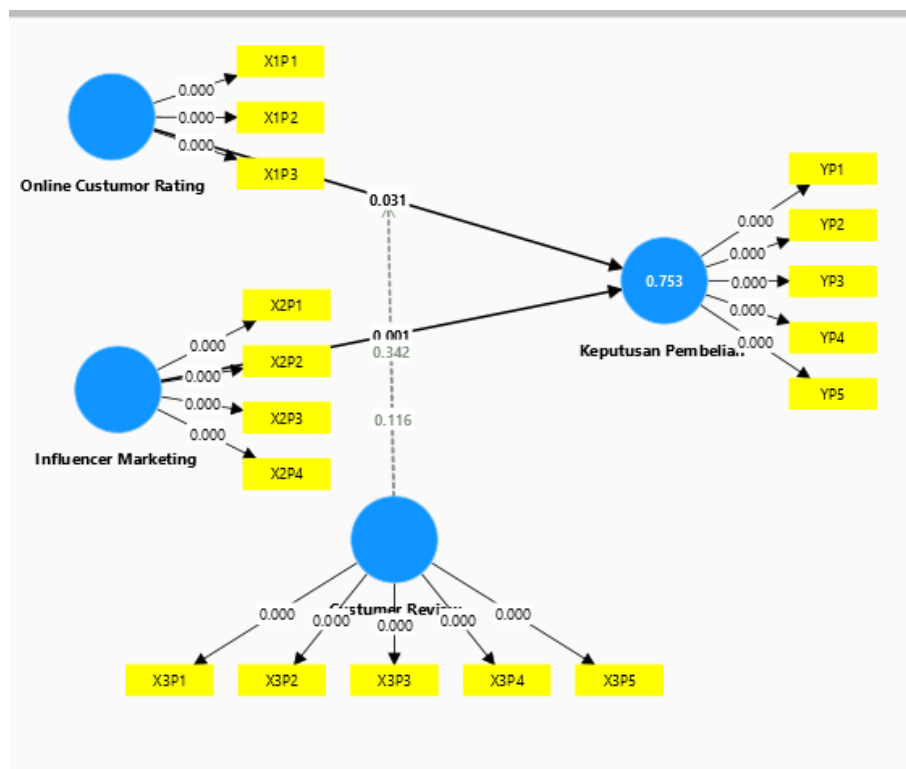 X1P1
0.000
X1P2
0.000
X1P3
0.000
Online Custumor Rating
0.031
YP1
0.000
YP2
0.000
YP3
0.000
YP4
0.000
YP5
0.000
0.753
Keputusan
X2P1
0.000
X2P2
0.000
X2P3
0.000
X2P4
0.000
Influencer Marketing
0.001
0.342
0.116
0.000
0.000
0.000
0.000
0.000
X3P1
X3P2
X3P3
X3P4
X3P5